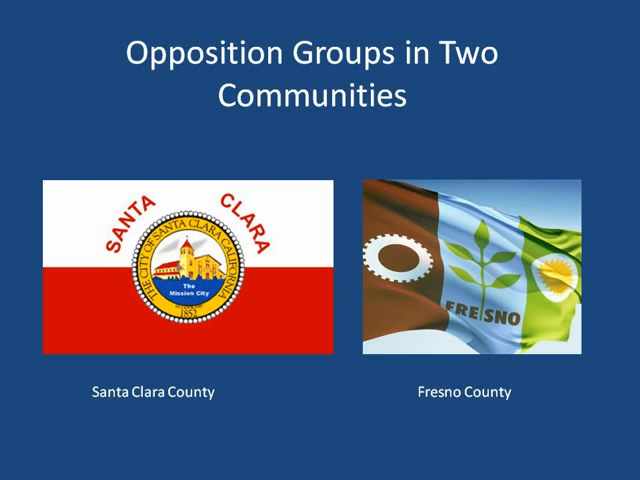 Opposition Groups in Two
Communities
SANTA CLARA
THE CITY OF SANTA CLARA CALIFORNIA
The
Mission City
1852
FRESNO
Santa Clara County
Fresno County